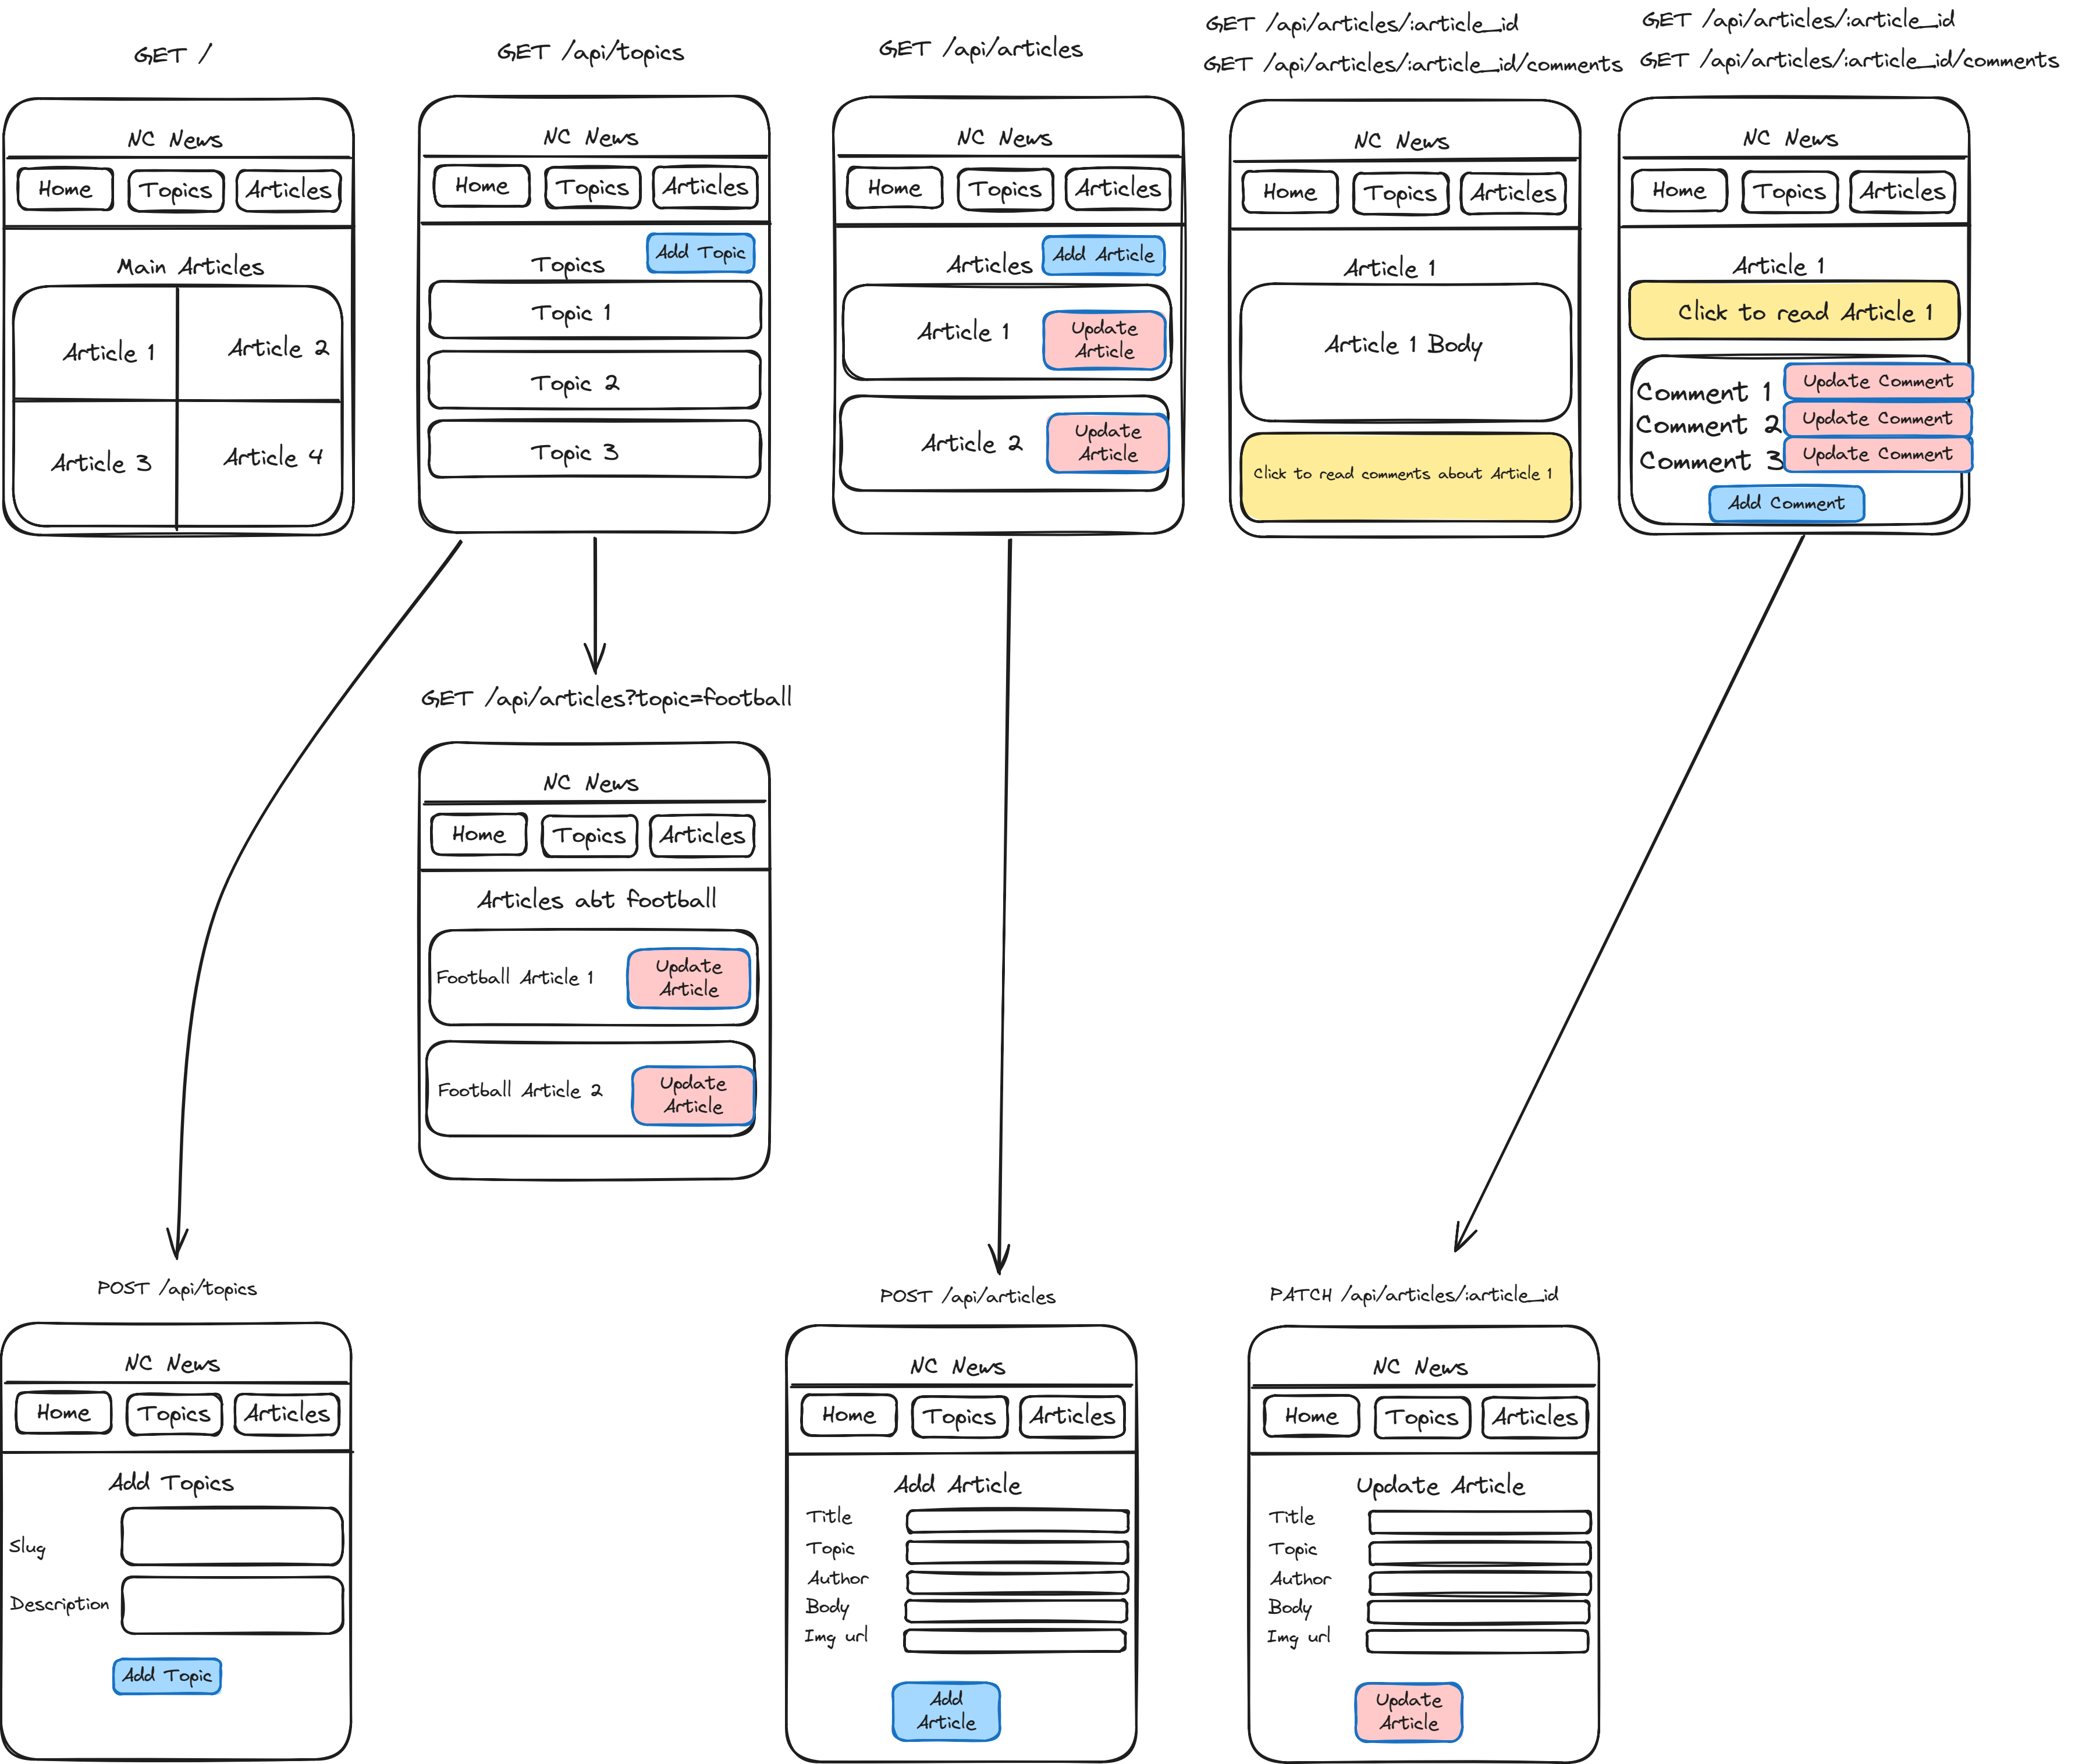 GET /
NC News
Home
Topics
Articles
Main Articles
Article 1
Article 2
Article 3
Article 4
GET /api/topics
NC News
Home
Topics
Articles
Topics
Add Topic
Topic 1
Topic 2
Topic 3
GET /api/articles
NC News
Home
Topics
Articles
Articles
Add Article
Article 1
Update
Article
Article 2
Update
Article
GET /api/articles/:article_id
GET /api/articles/:article_id/comments
NC News
Home
Topics
Articles
Article 1
Article 1 Body
Click to read comments about Article 1
GET /api/articles/:article_id
GET /api/articles/:article_id/comments
NC News
Home
Topics
Articles
Article 1
Click to read Article 1
Comment 1
Update Comment
Comment 2
Update Comment
Comment 3
Update Comment
Add Comment
GET /api/articles?topic=football
NC News
Home
Topics
Articles
Articles abt football
Football Article 1
Update
Article
Football Article 2
Update
Article
POST /api/topics
NC News
Home
Topics
Articles
Add Topics
Slug
Description
Add Topic
POST /api/articles
NC News
Home
Topics
Articles
Add Article
Title
Topic
Author
Body
Img url
Add
Article
PATCH /api/articles/:article_id
NC News
Home
Topics
Articles
Update Article
Title
Topic
Author
Body
Img url
Update
Article